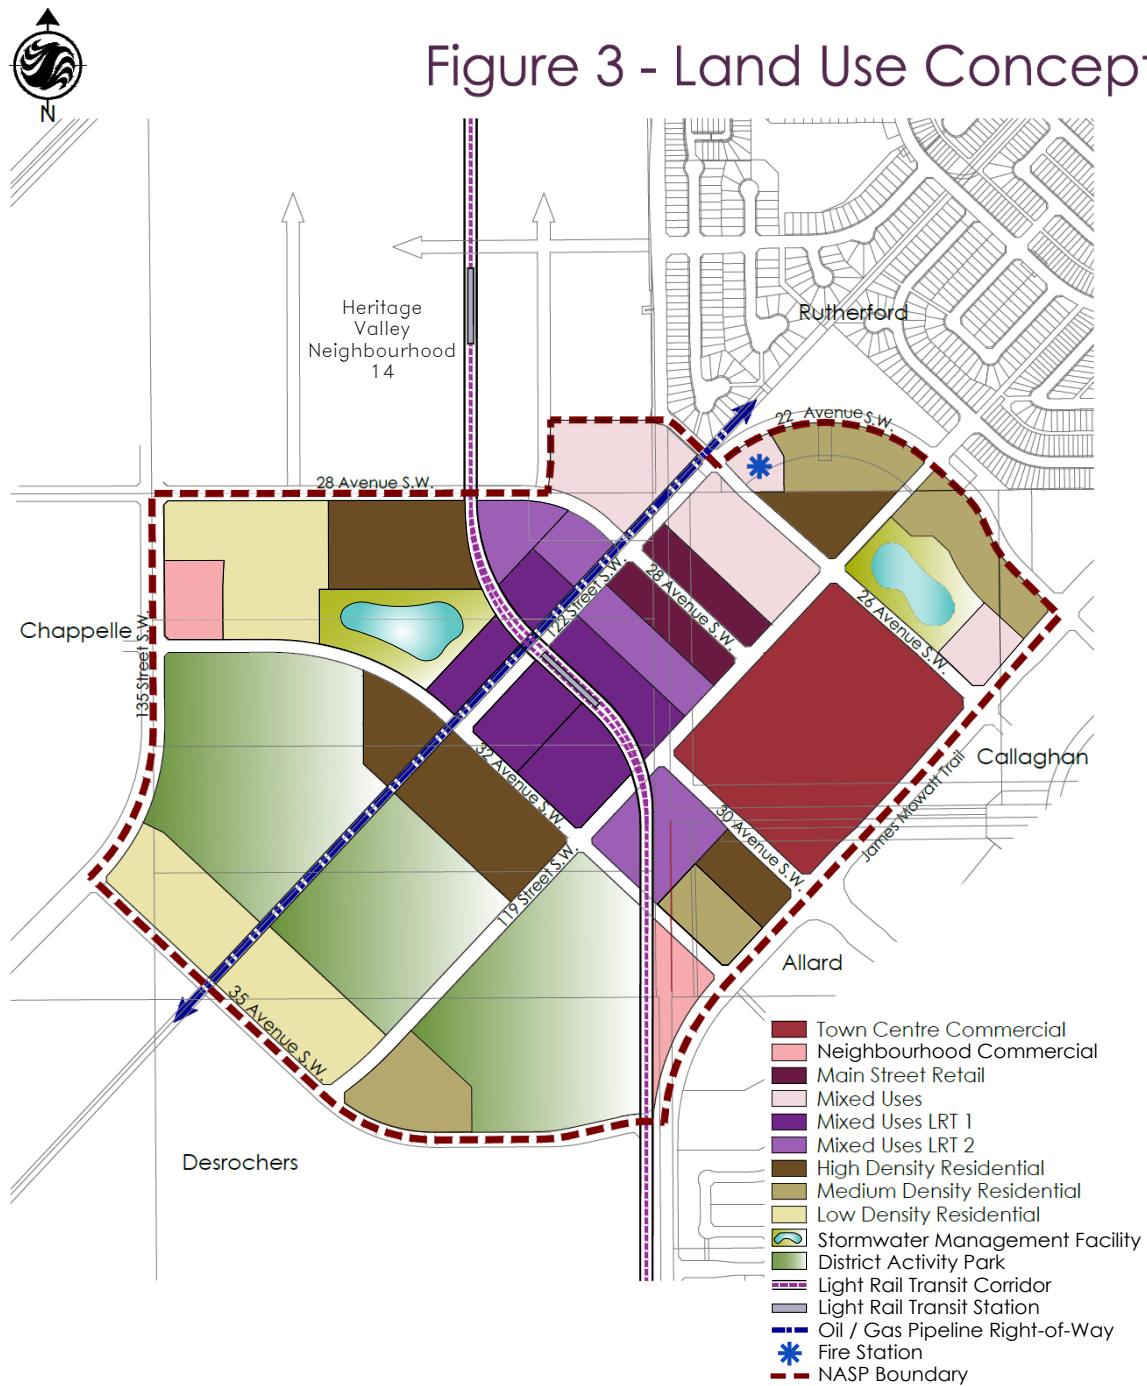 Figure 3 - Land Use Concept
N
Heritage
Valley
Neighbourhood
14
Rutherford
22 Avenue S.W.
28 Avenue S.W.
122 Street S.W.
28 Avenue S.W.
26 Avenue S.W.
Chappelle
135 Street S.W.
32 Avenue S.W.
Callaghan
James Mowatt Trail
30 Avenue S.W.
119 Street S.W.
Allard
35 Avenue S.W.
Desrochers
Town Centre Commercial
Neighbourhood Commercial
Main Street Retail
Mixed Uses
Mixed Uses LRT 1
Mixed Uses LRT 2
High Density Residential
Medium Density Residential
Low Density Residential
Stormwater Management Facility
District Activity Park
Light Rail Transit Corridor
Light Rail Transit Station
Oil / Gas Pipeline Right-of-Way
Fire Station
NASP Boundary